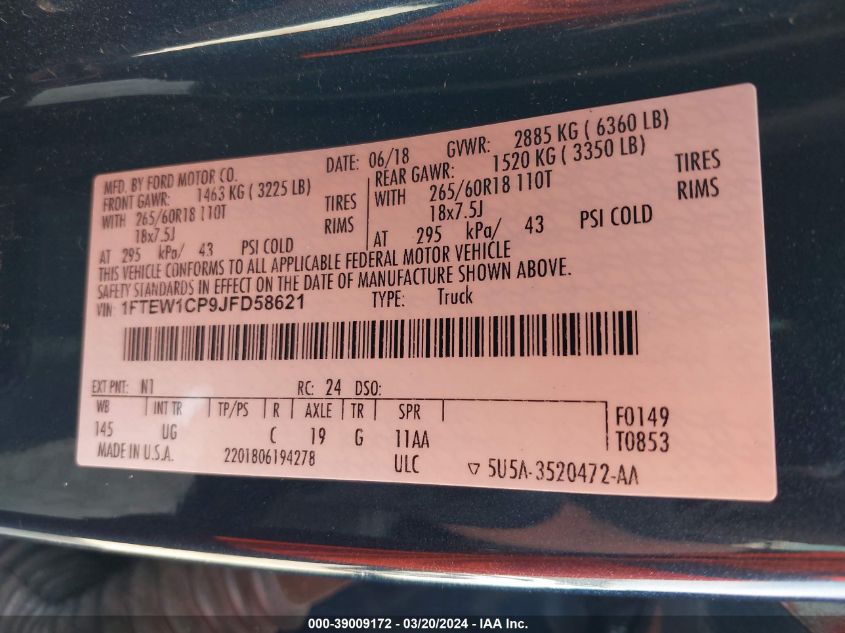 MFD. BY FORD MOTOR CO. DATE: 06/18 GVWR: 2885 KG ( 6360 LB)
FRONT GAWR: 1463 KG ( 3225 LB) REAR GAWR: 1520 KG ( 3350 LB)
WITH 265/60R18 110T TIRES WITH 265/60R18 110T TIRES
18x7.5J RIMS 18x7.5J RIMS
AT 295 kPa/ 43 PSI COLD AT 295 kPa/ 43 PSI COLD
THIS VEHICLE CONFORMS TO ALL APPLICABLE FEDERAL MOTOR VEHICLE
SAFETY STANDARDS IN EFFECT ON THE DATE OF MANUFACTURE SHOWN ABOVE.
VIN: 1FTEW1CP9JFD58621 TYPE: Truck
EXT PNT: N1 RC: 24 DSO:
WB INT TR TP/PS R AXLE TR SPR F0149
145 UG C 19 G 11AA T0853
MADE IN U.S.A. 2201806194278 ULC ▽ 5U5A-3520472-AA
000-39009172 - 03/20/2024 - IAA Inc.